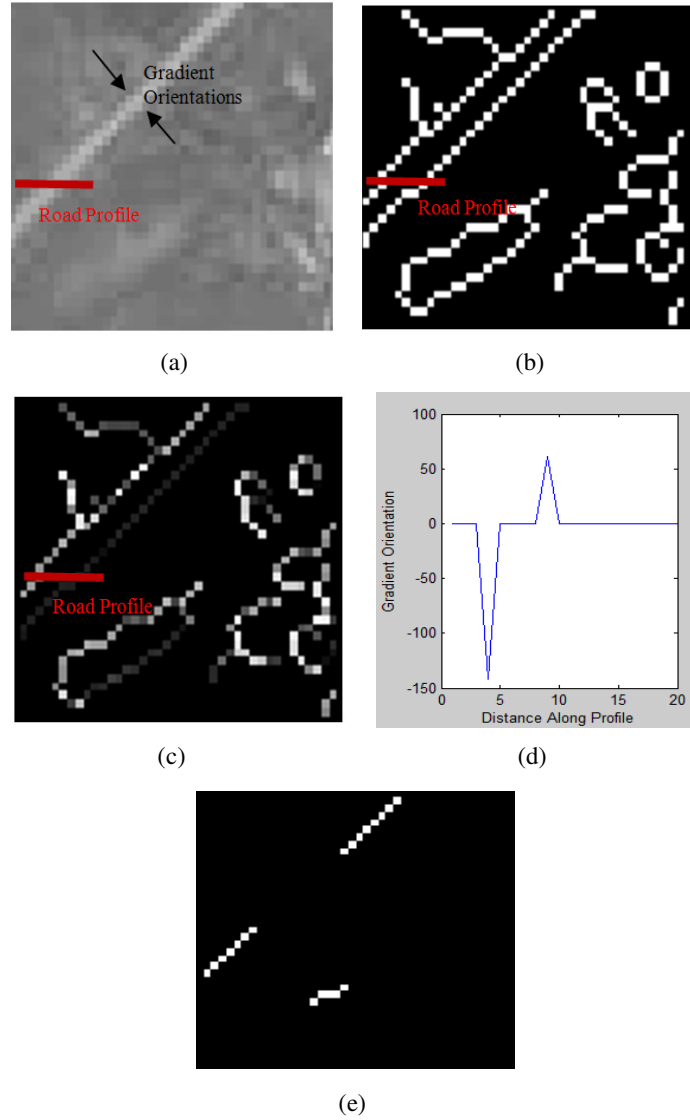 Gradient
Orientations
Road Profile
(a)
Road Profile
(b)
Road Profile
(c)
100
50
0
-50
-100
-150
0
5
10
15
20
Gradient Orientation
Distance Along Profile
(d)
(e)